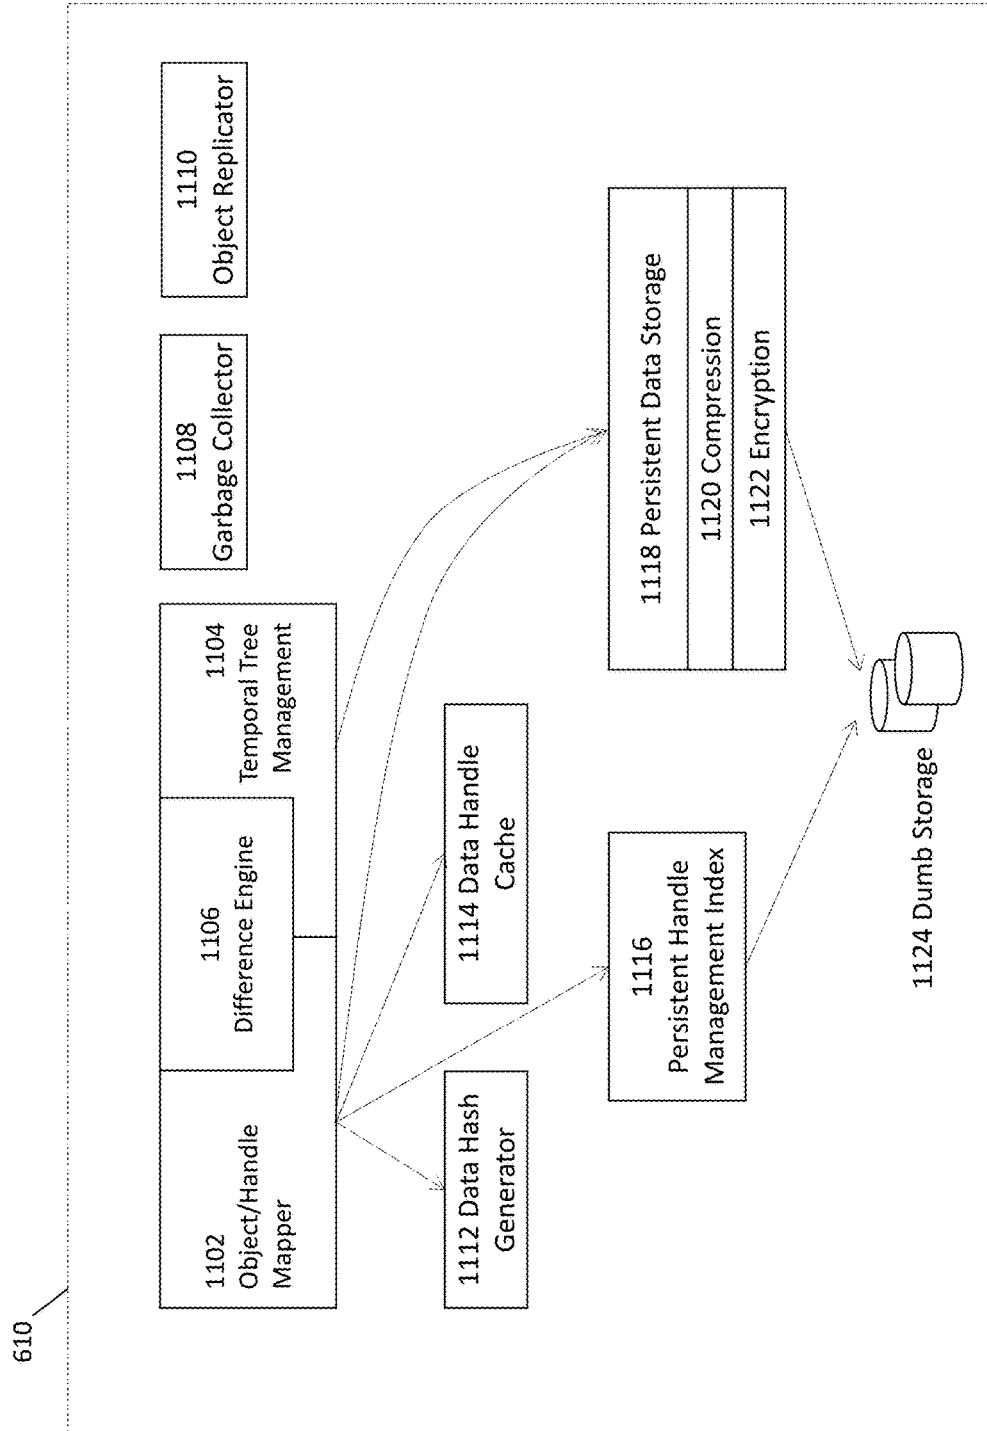 610
1102
Object/Handle
Mapper
1106
Difference Engine
1104
Temporal Tree
Management
1108
Garbage Collector
1110
Object Replicator
1112 Data Hash
Generator
1114 Data Handle
Cache
1116
Persistent Handle
Management Index
1118 Persistent Data Storage
1120 Compression
1122 Encryption
1124 Dumb Storage